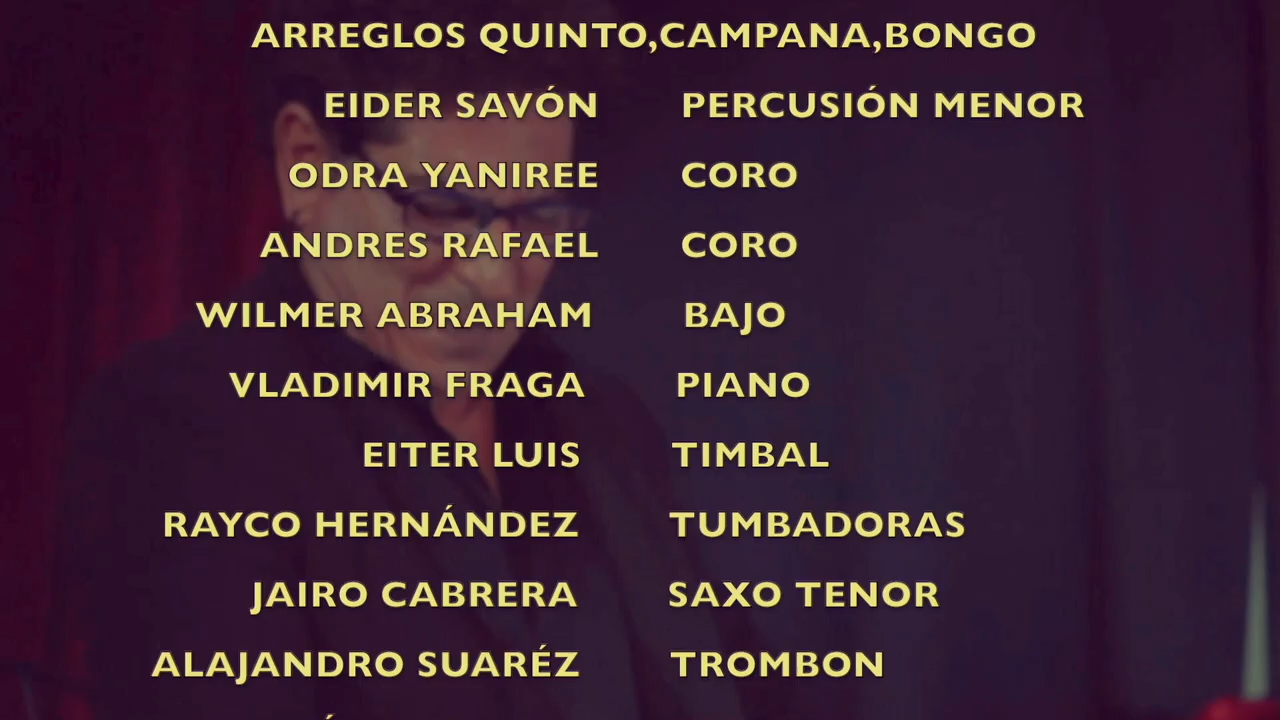 ARREGLOS QUINTO,CAMPANA,BONGO
EIDER SAVÓN PERCUSIÓN MENOR
ODRA YANIREE CORO
ANDRES RAFAEL CORO
WILMER ABRAHAM BAJO
VLADIMIR FRAGA PIANO
EITER LUIS TIMBAL
RAYCO HERNÁNDEZ TUMBADORAS
JAIRO CABRERA SAXO TENOR
ALAJANDRO SUARÉZ TROMBON